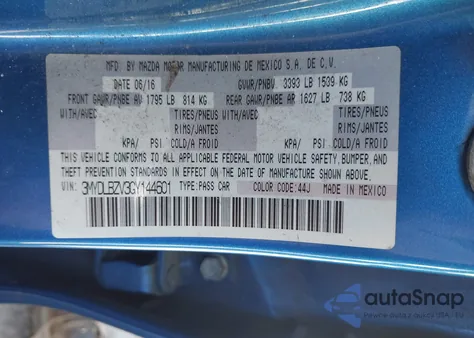 MFD. BY MAZDA MOTOR MANUFACTURING DE MEXICO S.A. DE C.V.
DATE 06/16 GVWR/PNBV 3393 LB 1539 KG
FRONT GAWR/PNBE AV 1795 LB 814 KG REAR GAWR/PNBE AR 1627 LB 738 KG
WITH/AVEC TIRES/PNEUS WITH/AVEC TIRES/PNEUS
RIMS/JANTES RIMS/JANTES
KPA/ PSI COLD/A FROID KPA/ PSI COLD/A FROID
THIS VEHICLE CONFORMS TO ALL APPLICABLE FEDERAL MOTOR VEHICLE SAFETY, BUMPER, AND
THEFT PREVENTION STANDARDS IN EFFECT ON THE DATE OF MANUFACTURE SHOWN ABOVE.
VIN: 3MYDLBZV3GY144501 TYPE: PASS CAR COLOR CODE: 44J MADE IN MEXICO
autoSnap